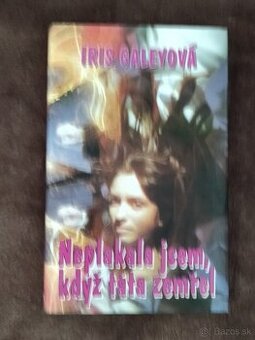 IRIS GALEYOVÁ
Neplakala jsem,
když táta zemřel
Bazos.sk